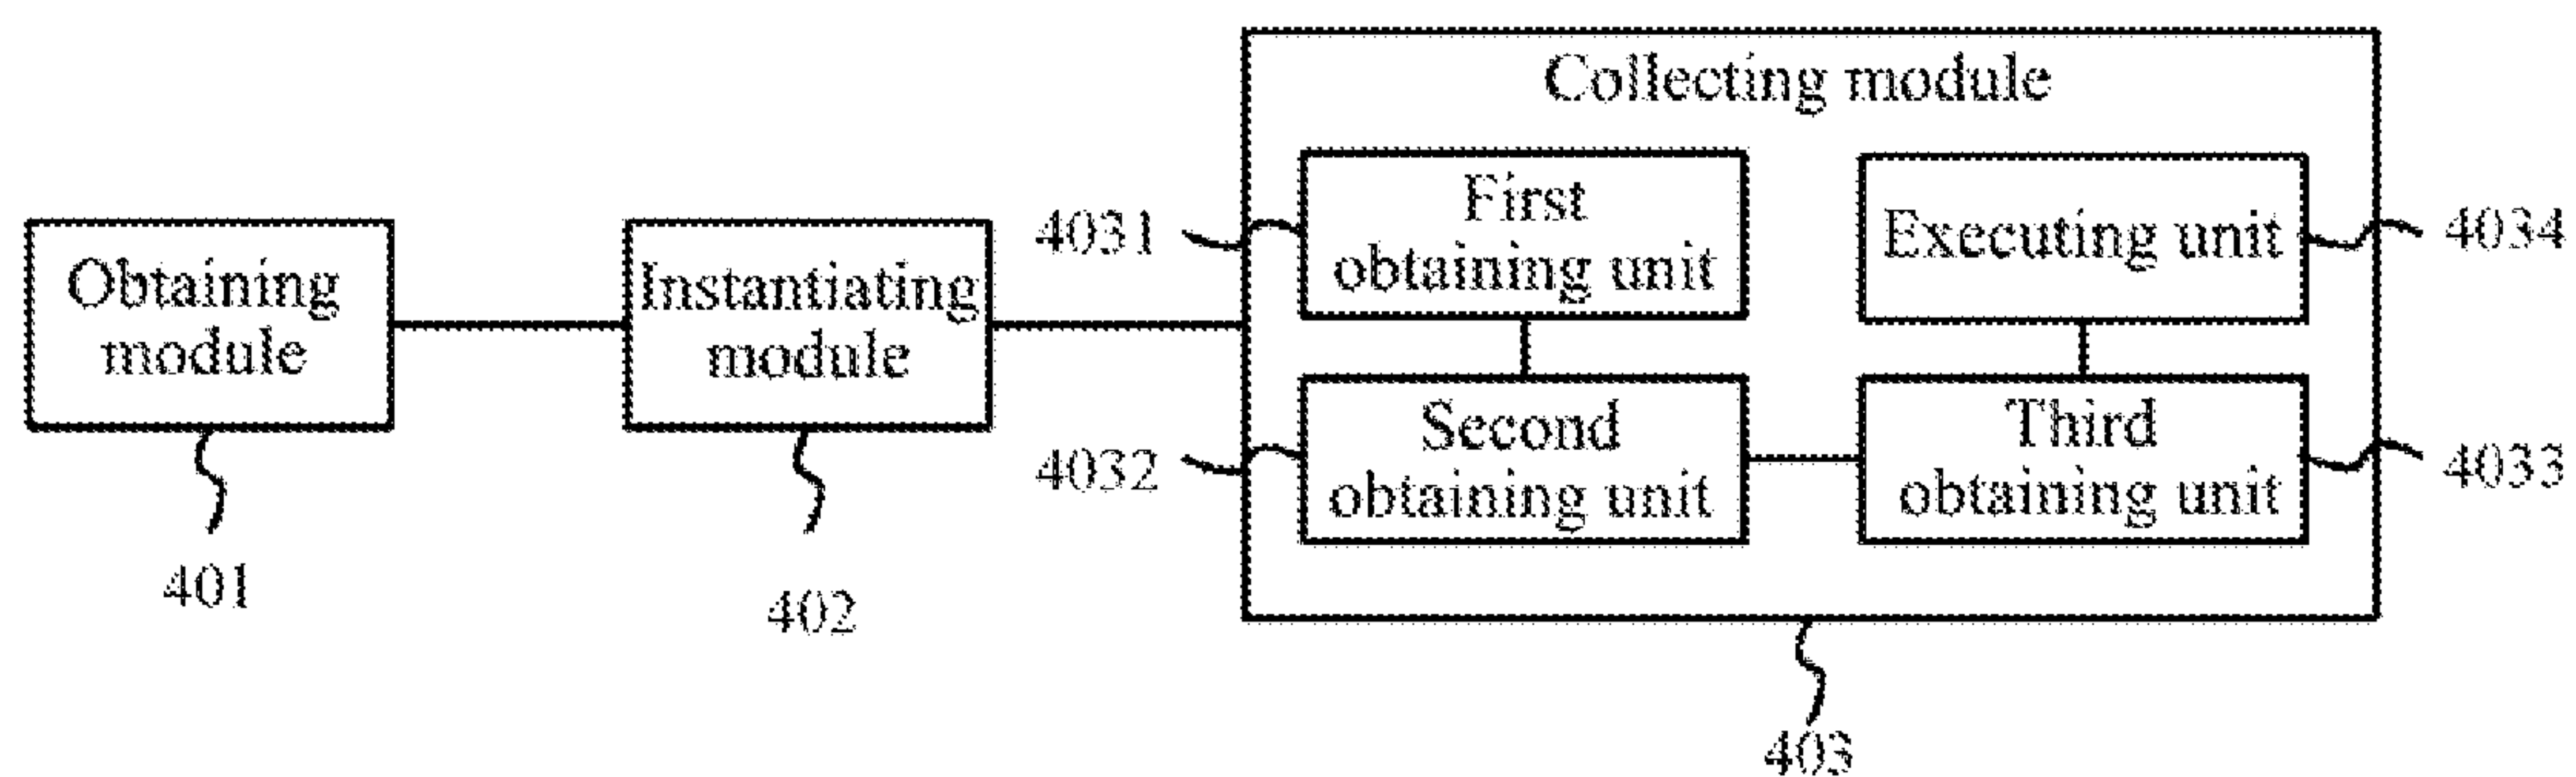 Collecting module
First
obtaining unit
Executing unit
4031
4034
Obtaining
module
Instantiating
module
Second
obtaining unit
Third
obtaining unit
4032
4033
401
402
403